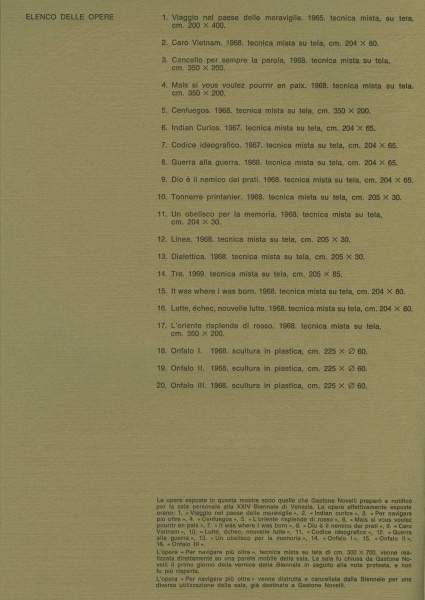 ELENCO DELLE OPERE
1. Viaggio nel paese delle meraviglie. 1965. tecnica mista, su tela,
cm. 200 × 400.
2. Caro Vietnam. 1968. tecnica mista su tela, cm. 204 × 60.
3. Cancello per sempre la parola, 1968. tecnica mista su tela,
cm. 350 × 200.
4. Mais si vous voulez pourrir en paix. 1968. tecnica mista su tela,
cm. 350 × 200.
5. Cenfuegos. 1968. tecnica mista su tela, cm. 350 × 200.
6. Indian Curios. 1967. tecnica mista su tela, cm. 204 × 65.
7. Codice ideografico. 1967. tecnica mista su tela, cm. 204 × 65.
8. Guerra alla guerra. 1968. tecnica mista su tela, cm. 204 × 65.
9. Dio è il nemico dei prati. 1968. tecnica mista su tela, cm. 204 × 65.
10. Tonnerre printanier. 1968. tecnica mista su tela, cm. 205 × 30.
11. Un obelisco per la memoria. 1968. tecnica mista su tela,
cm. 204 × 30.
12. Linea. 1968. tecnica mista su tela, cm. 205 × 30.
13. Dialettica. 1968. tecnica mista su tela, cm. 205 × 30.
14. Tre. 1969. tecnica mista su tela, cm. 205 × 85.
15. It was where i was born. 1968. tecnica mista su tela, cm. 204 × 80.
16. Lutte, échec, nouvelle lutte. 1968. tecnica mista su tela, cm. 204 × 80.
17. L'oriente risplende di rosso. 1968. tecnica mista su tela,
cm. 350 × 200.
18. Onfalo I. 1968. scultura in plastica, cm. 225 × ∅ 60.
19. Onfalo II. 1968. scultura in plastica, cm. 225 × ∅ 60.
20. Onfalo III. 1968. scultura in plastica, cm. 225 × ∅ 60.
Le opere esposte in questa mostra sono quelle che Gastone Novelli preparò e notificò
per la sala personale alla XXIV Biennale di Venezia. Le opere effettivamente esposte
erano: 1. « Viaggio nel paese delle meraviglie », 2. « Indian curios », 3. « Per navigare
più oltre », 4. « Cenfuegos », 5. « L'oriente risplende di rosso », 6. « Mais si vous voulez
pourrir en paix », 7. « It was where i was born », 8. « Dio è il nemico dei prati », 9. « Caro
Vietnam », 10. « Lutte, échec, nouvelle lutte », 11. « Codice ideografico », 12. « Guerra
alla guerra », 13. « Un obelisco per la memoria », 14. « Onfalo I », 15. « Onfalo II »,
16. « Onfalo III ».
L'opera « Per navigare più oltre », tecnica mista su tela di cm. 300 × 700, venne rea-
lizzata direttamente su una parete mobile della sala. La sala fu chiusa da Gastone No-
velli il primo giorno della vernice della Biennale in seguito alla nota protesta, e non
fu più riaperta.
L'opera « Per navigare più oltre » venne distrutta e cancellata dalla Biennale per una
diversa utilizzazione della sala, già destinata a Gastone Novelli.